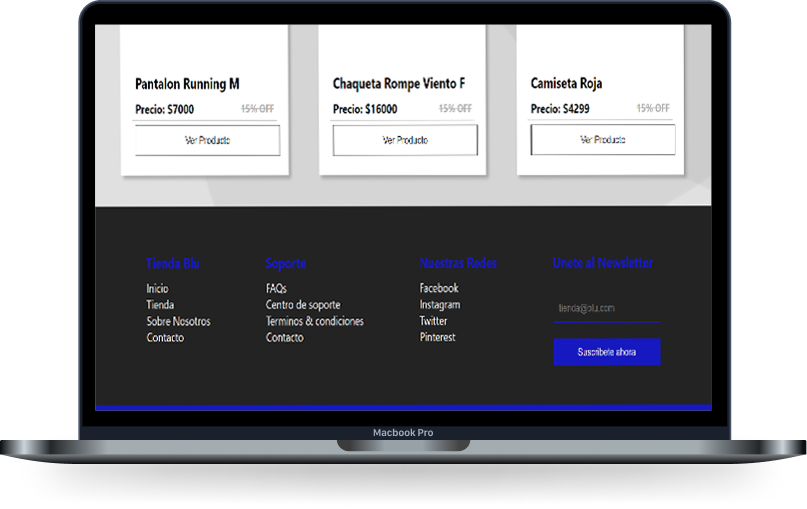 Pantalon Running M
Precio: $7000 15% OFF
Ver Producto
Chaqueta Rompe Viento F
Precio: $16000 15% OFF
Ver Producto
Camiseta Roja
Precio: $4299 15% OFF
Ver Producto
Tienda Blu
Inicio
Tienda
Sobre Nosotros
Contacto
Soporte
FAQs
Centro de soporte
Terminos & condiciones
Contacto
Nuestras Redes
Facebook
Instagram
Twitter
Pinterest
Unete al Newsletter
tienda@blu.com
Suscribete ahora
Macbook Pro